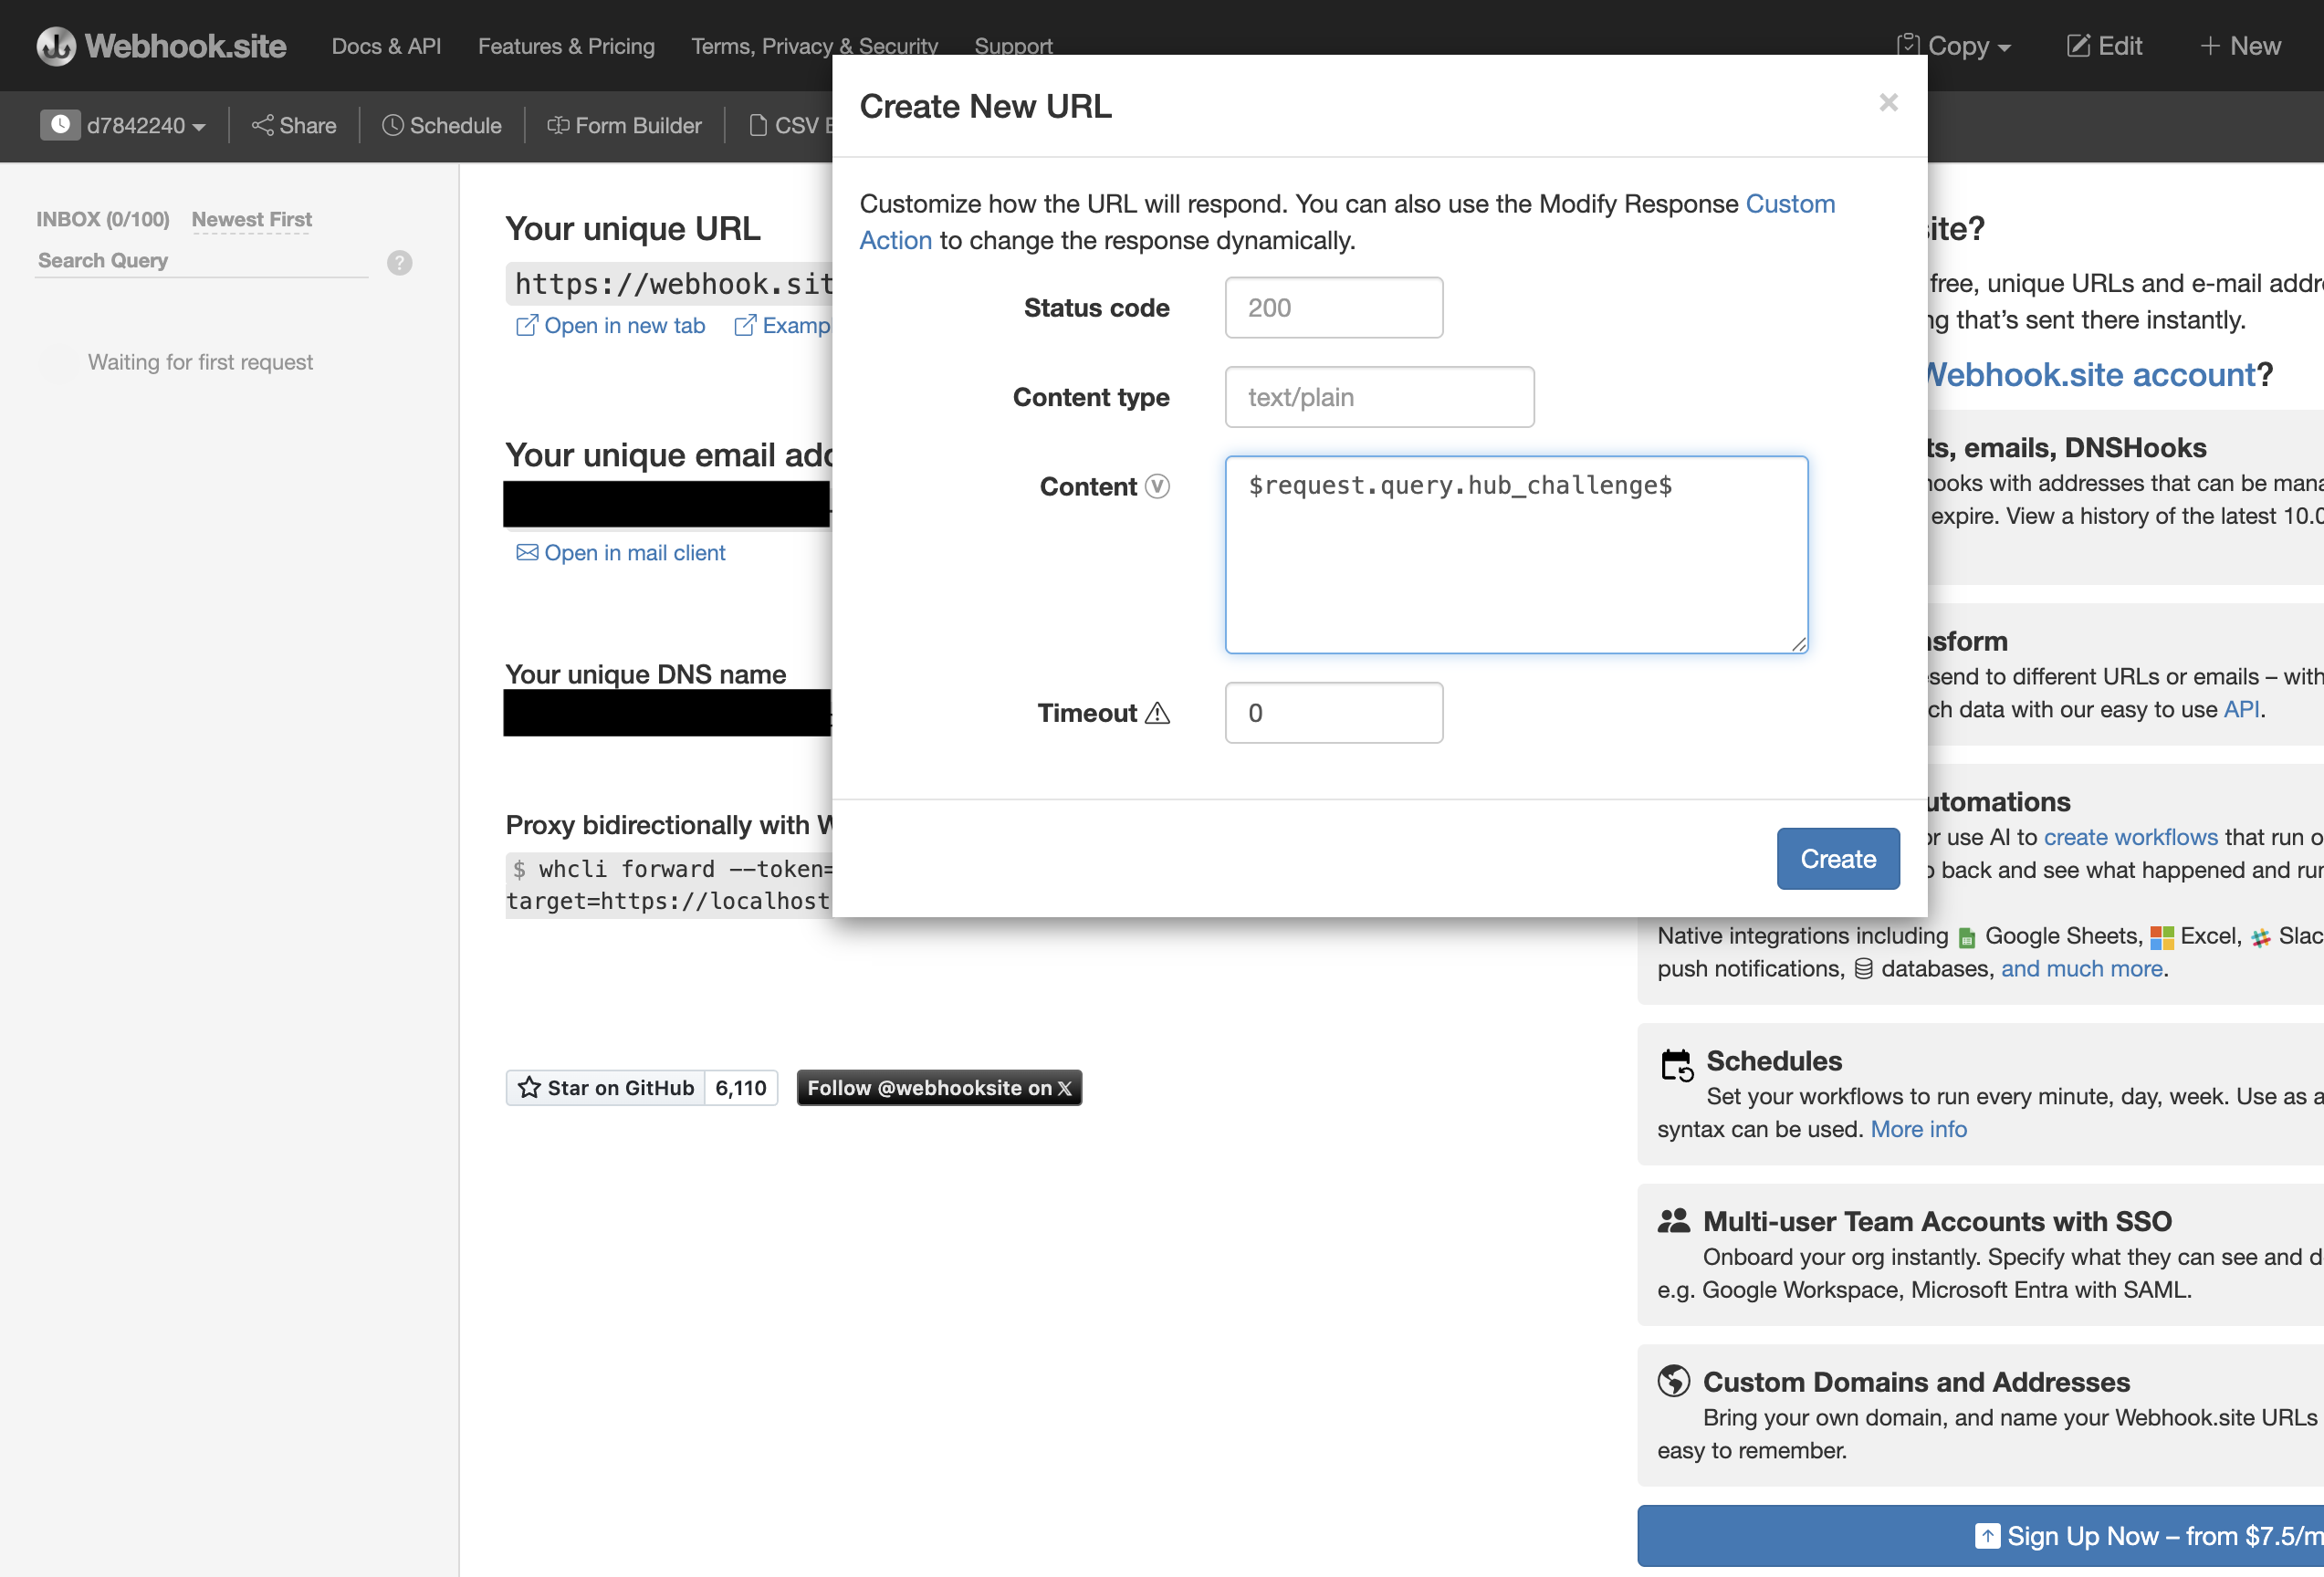 Webhook.site Docs & API Features & Pricing Terms, Privacy & Security Support Copy Edit + New
d7842240 Share Schedule Form Builder CSV
INBOX (0/100) Newest First
Search Query ?
Waiting for first request
Your unique URL
https://webhook.sit
Open in new tab Examp
Your unique email add
Open in mail client
Your unique DNS name
Proxy bidirectionally with W
$ whcli forward --token=
target=https://localhost
Star on GitHub 6,110 Follow @webhooksite on X
Create New URL ×
Customize how the URL will respond. You can also use the Modify Response Custom
Action to change the response dynamically.
Status code 200
Content type text/plain
Content V $request.query.hub_challenge$
Timeout 0
Create
site?
free, unique URLs and e-mail addr
ng that's sent there instantly.
Webhook.site account?
ts, emails, DNSHooks
hooks with addresses that can be mana
expire. View a history of the latest 10.0
nsform
send to different URLs or emails – with
ch data with our easy to use API.
utomations
or use AI to create workflows that run o
back and see what happened and run
Native integrations including Google Sheets, Excel, Slac
push notifications, databases, and much more.
Schedules
Set your workflows to run every minute, day, week. Use as a
syntax can be used. More info
Multi-user Team Accounts with SSO
Onboard your org instantly. Specify what they can see and d
e.g. Google Workspace, Microsoft Entra with SAML.
Custom Domains and Addresses
Bring your own domain, and name your Webhook.site URLs
easy to remember.
Sign Up Now – from $7.5/m